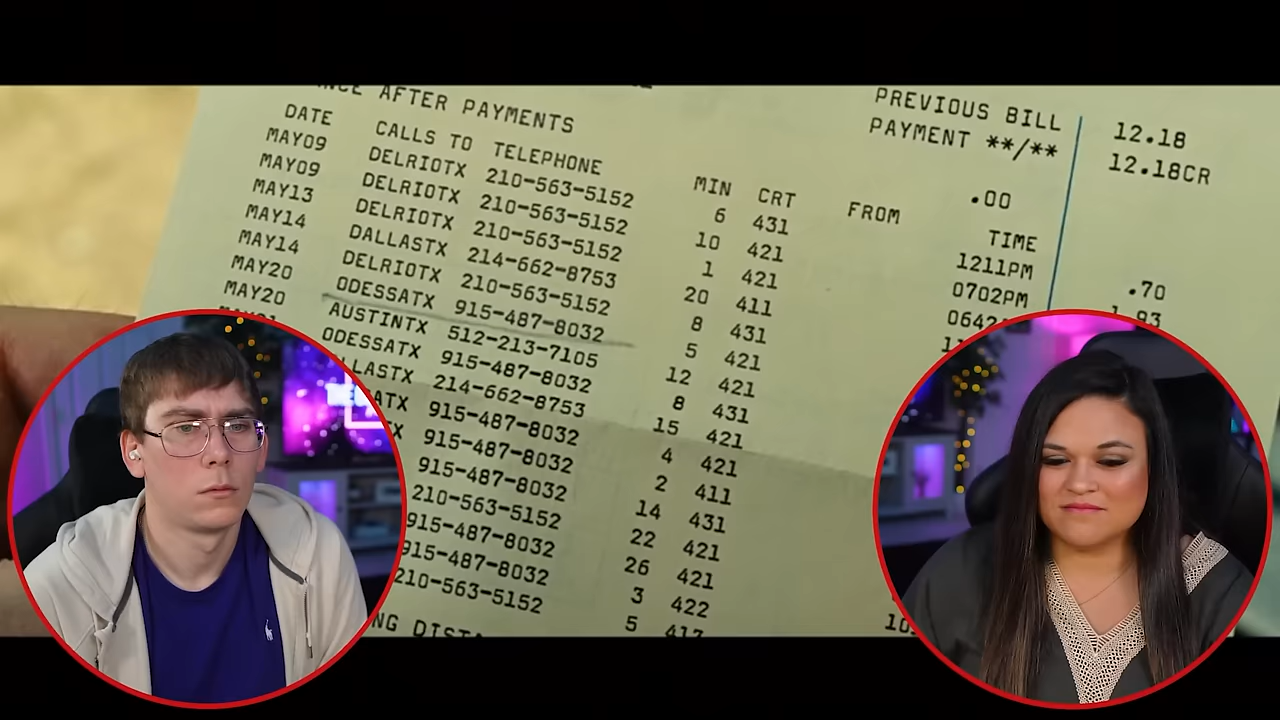 PREVIOUS BILL 12.18
PAYMENT **/** 12.18CR
AFTER PAYMENTS .00
DATE CALLS TO TELEPHONE MIN CRT FROM TIME
MAY09 DELRIOTX 210-563-5152 6 431 1211PM .70
MAY09 DELRIOTX 210-563-5152 10 421 0702PM
MAY13 DELRIOTX 210-563-5152 1 421
MAY14 DALLASTX 214-662-8753 20 411
MAY14 DELRIOTX 210-563-5152 8 431
MAY20 ODESSATX 915-487-8032 5 421
MAY20 AUSTINTX 512-213-7105 12 421
ODESSATX 915-487-8032 8 431
214-662-8753 15 421
915-487-8032 4 421
915-487-8032 2 411
915-487-8032 14 431
210-563-5152 22 421
915-487-8032 26 421
915-487-8032 3 422
210-563-5152 5 417